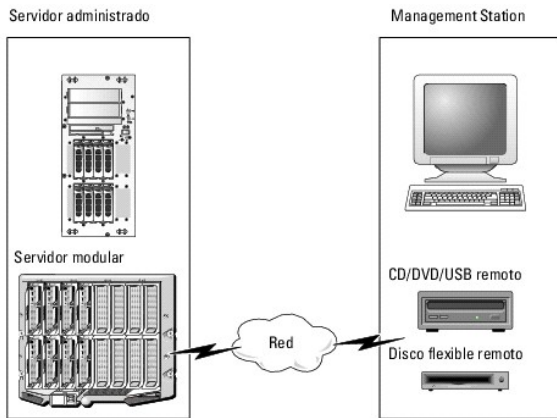 Servidor administrado
Management Station
Servidor modular
CD/DVD/USB remoto
Red
Disco flexible remoto